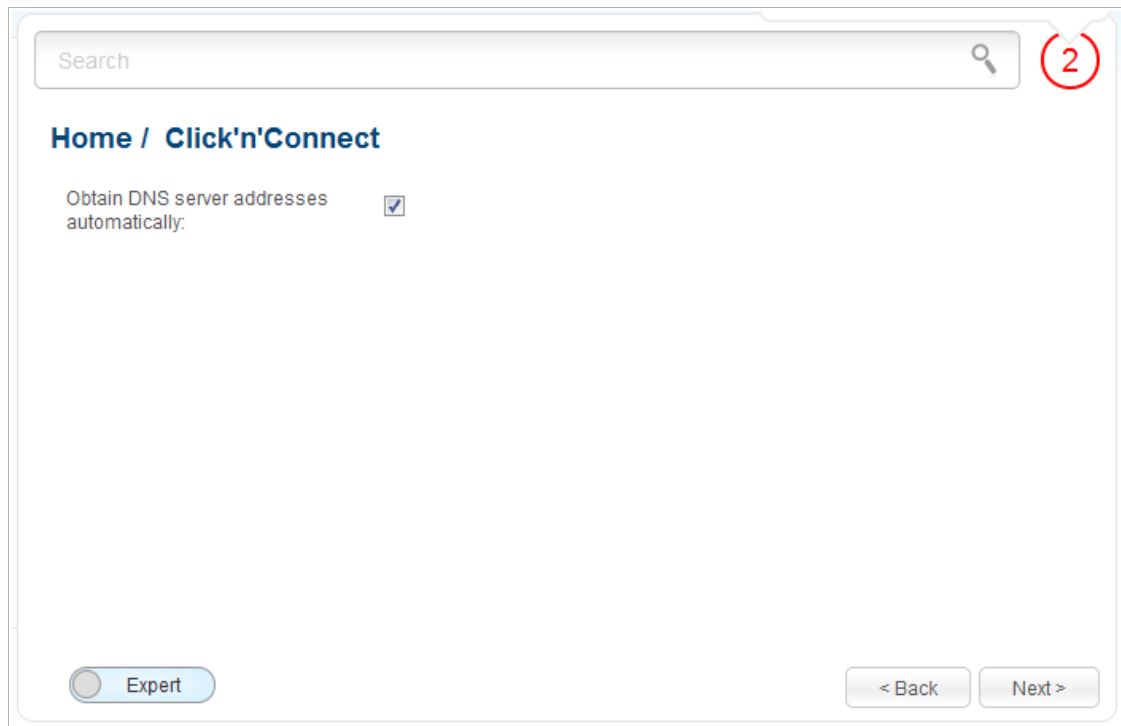 Search
2
Home / Click'n'Connect
Obtain DNS server addresses
automatically:
Expert
< Back
Next >